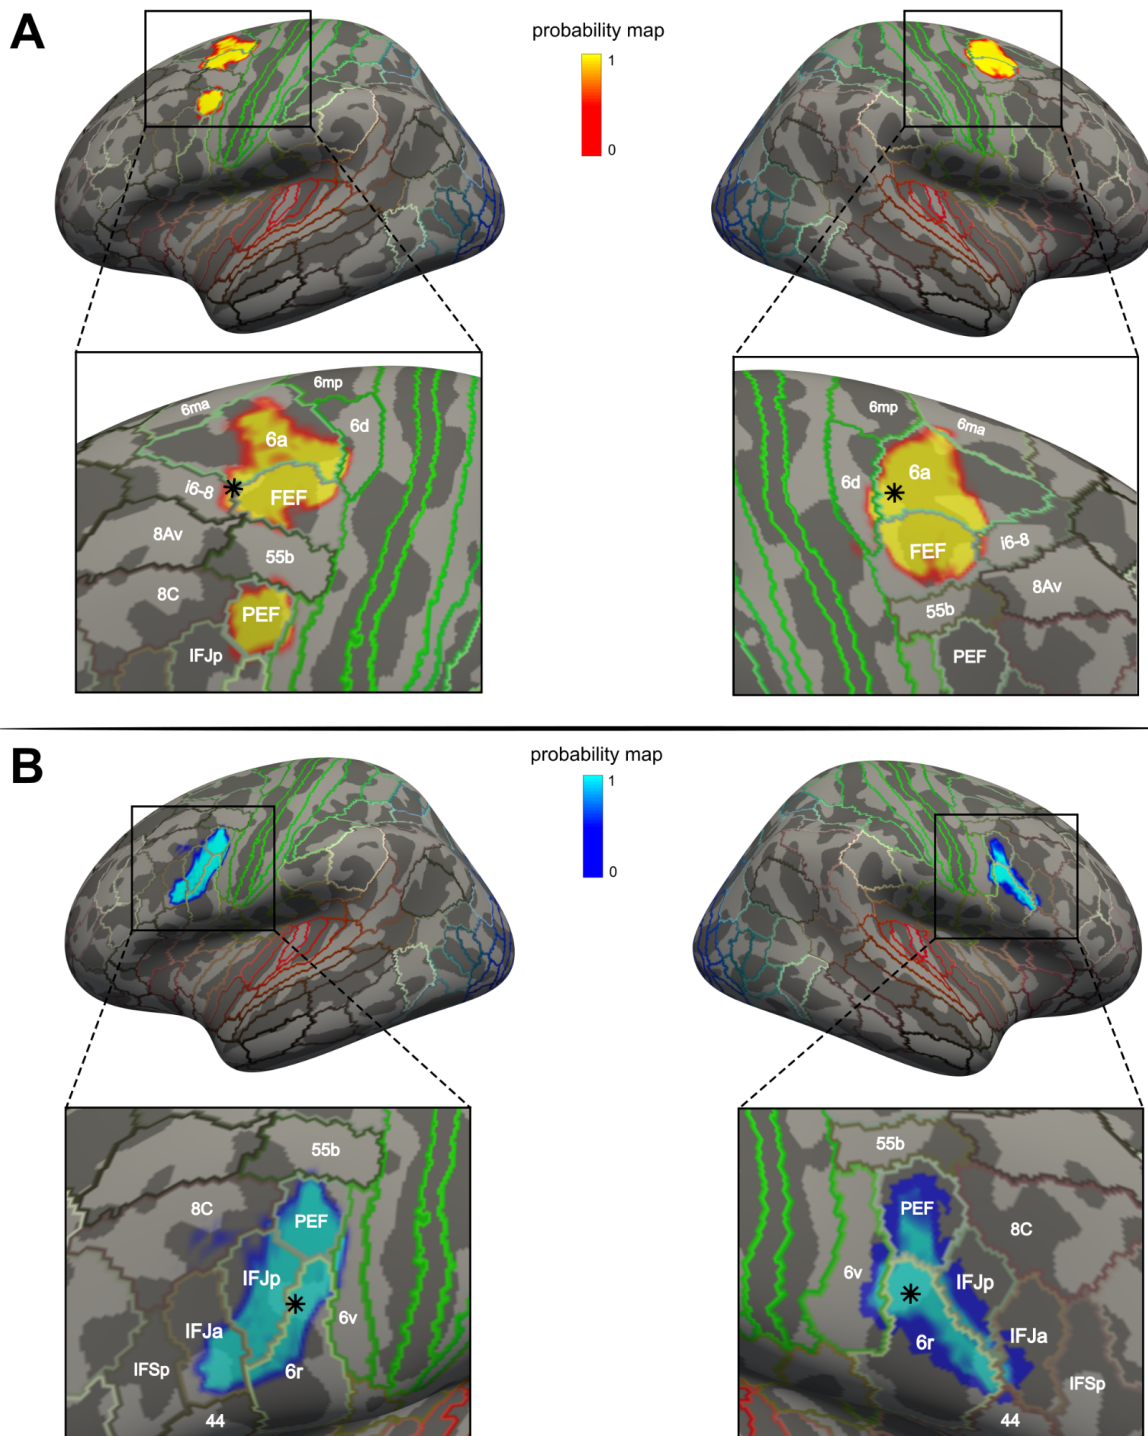 A
probability map
1
0
6mp
6ma
6d
6a
i6-8
FEF
8Av
55b
8C
PEF
IFJp
6mp
6ma
6a
6d
FEF
i6-8
8Av
55b
PEF
B
probability map
1
0
55b
8C
PEF
IFJp
6v
IFJa
IFSp
6r
44
55b
PEF
8C
6v
IFJp
6r
IFJa
IFSp
44